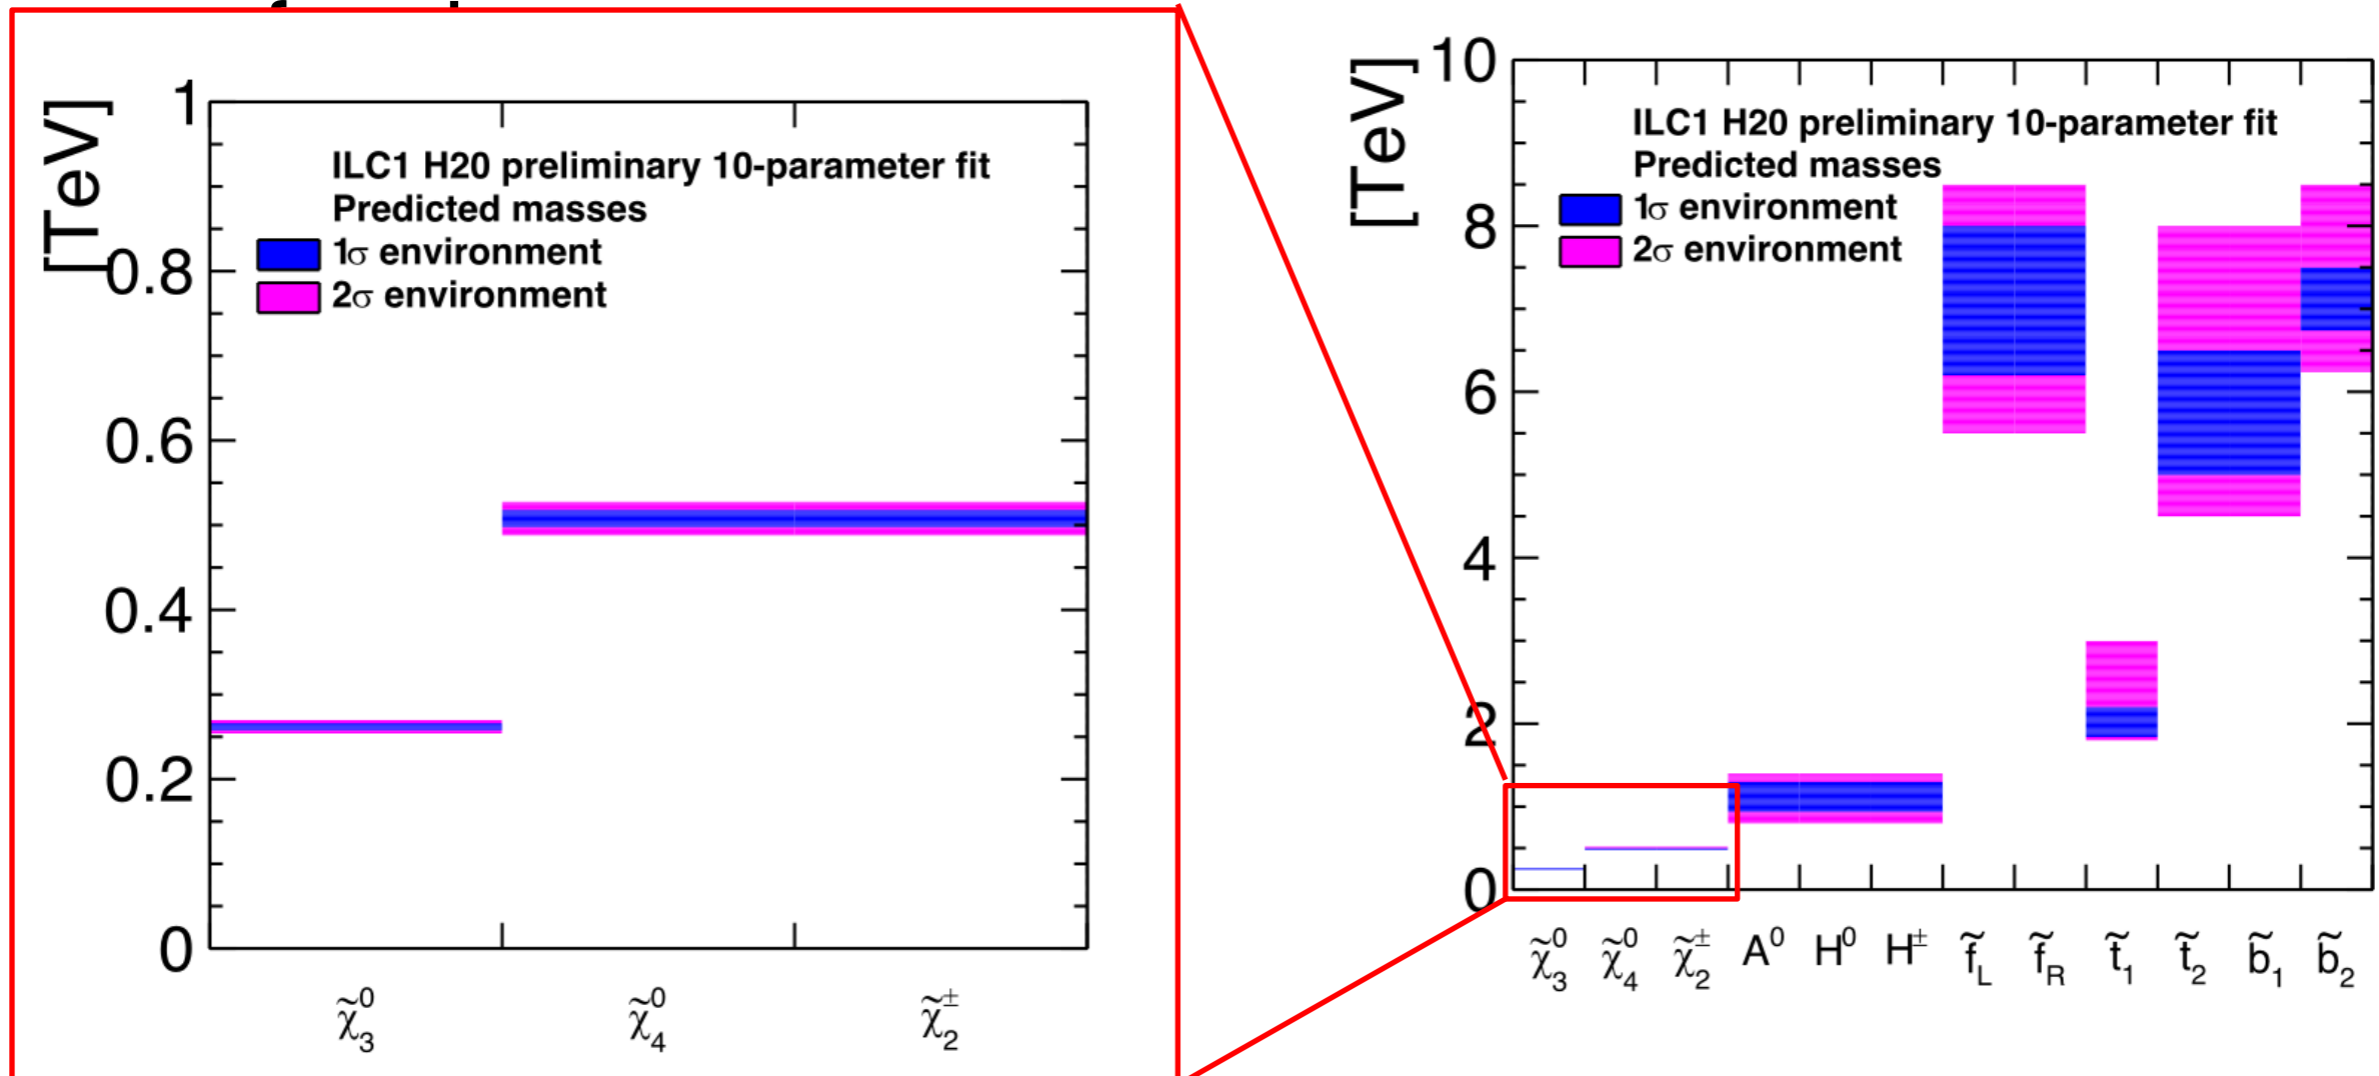 [TeV]
1
0.8
0.6
0.4
0.2
0
ILC1 H20 preliminary 10-parameter fit
Predicted masses
1σ environment
2σ environment
χ̃⁰₃ χ̃⁰₄ χ̃±₂
[TeV]
10
8
6
4
2
0
ILC1 H20 preliminary 10-parameter fit
Predicted masses
1σ environment
2σ environment
χ̃⁰₃ χ̃⁰₄ χ̃±₂ A⁰ H⁰ H± f̃_L f̃_R t̃₁ t̃₂ b̃₁ b̃₂